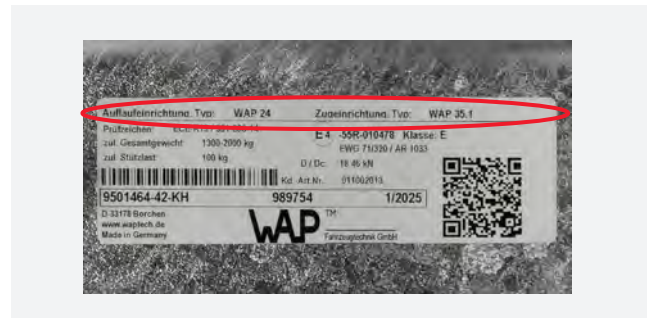 Auflaufeinrichtung. Typ: WAP 24 Zugeinrichtung. Typ: WAP 35.1
Prüfzeichen:
E4 -55R-010478 Klasse: E
zul. Gesamtgewicht 1300-2000 kg EWG 71/320 / AR 1033
zul. Stützlast 100 kg D / Dc: 18.46 kN
Kd.-Art.Nr. 011002013
9501464-42-KH 989754 1/2025
D-33178 Borchen
www.waptech.de
Made in Germany
WAP TM
Fahrzeugtechnik GmbH